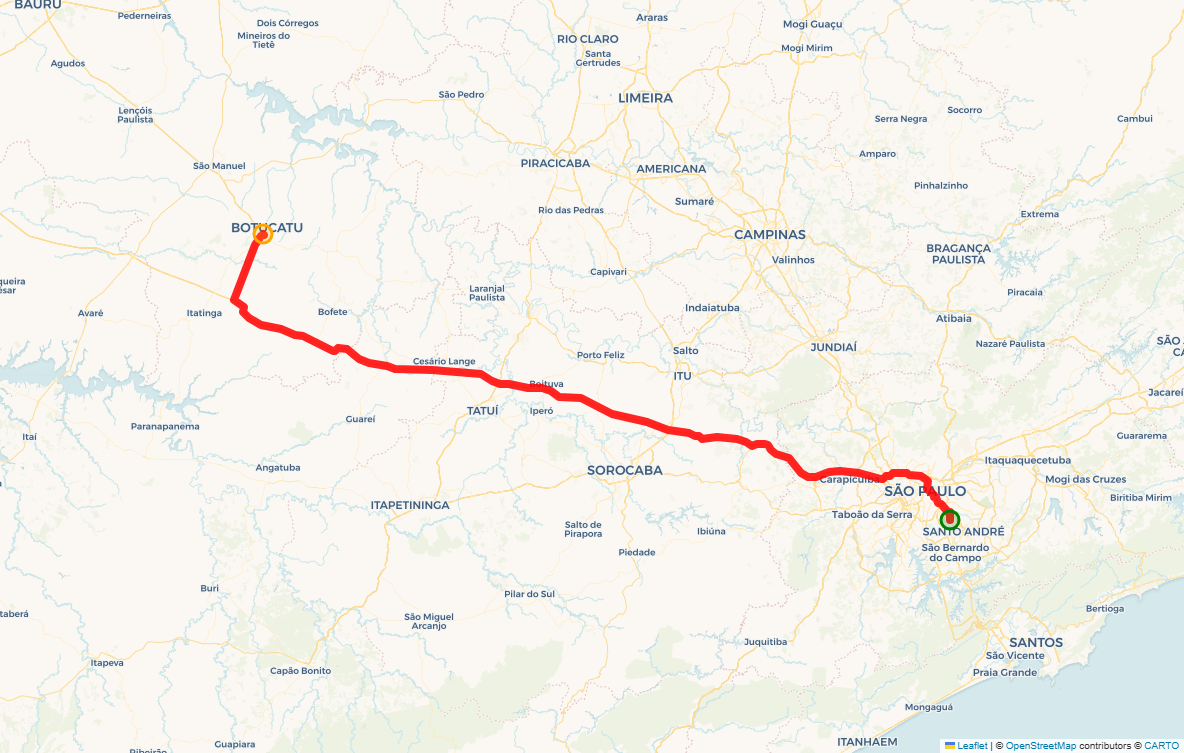 BAURU
Pederneiras
Dois Córregos
Mineiros do
Tietê
Agudos
Lençóis
Paulista
São Pedro
RIO CLARO
Santa
Gertrudes
Araras
Mogi Guaçu
Mogi Mirim
LIMEIRA
Socorro
Serra Negra
Cambui
Amparo
São Manuel
PIRACICABA
AMERICANA
Pinhalzinho
Sumaré
Rio das Pedras
Extrema
BOTUCATU
CAMPINAS
BRAGANÇA
PAULISTA
Valinhos
Capivari
queira
ésar
Laranjal
Paulista
Piracaia
Indaiatuba
Avaré
Itatinga
Bofete
Atibaia
Nazaré Paulista
SÃO
CA
JUNDIAÍ
Salto
Porto Feliz
Cesário Lange
ITU
Boituva
Jacareí
TATUÍ
Iperó
Guareí
Paranapanema
Itaí
Guararema
Angatuba
SOROCABA
Itaquaquecetuba
Carapicuíba
Mogi das Cruzes
SÃO PAULO
Biritiba Mirim
ITAPETININGA
Taboão da Serra
Salto de
Pirapora
Ibiúna
SANTO ANDRÉ
São Bernardo
do Campo
Piedade
Buri
Pilar do Sul
Bertioga
taberá
São Miguel
Arcanjo
Juquitiba
SANTOS
São Vicente
Itapeva
Capão Bonito
Praia Grande
Mongaguá
Guapiara
ITANHAEM
Ribeirão
Leaflet | © OpenStreetMap contributors © CARTO